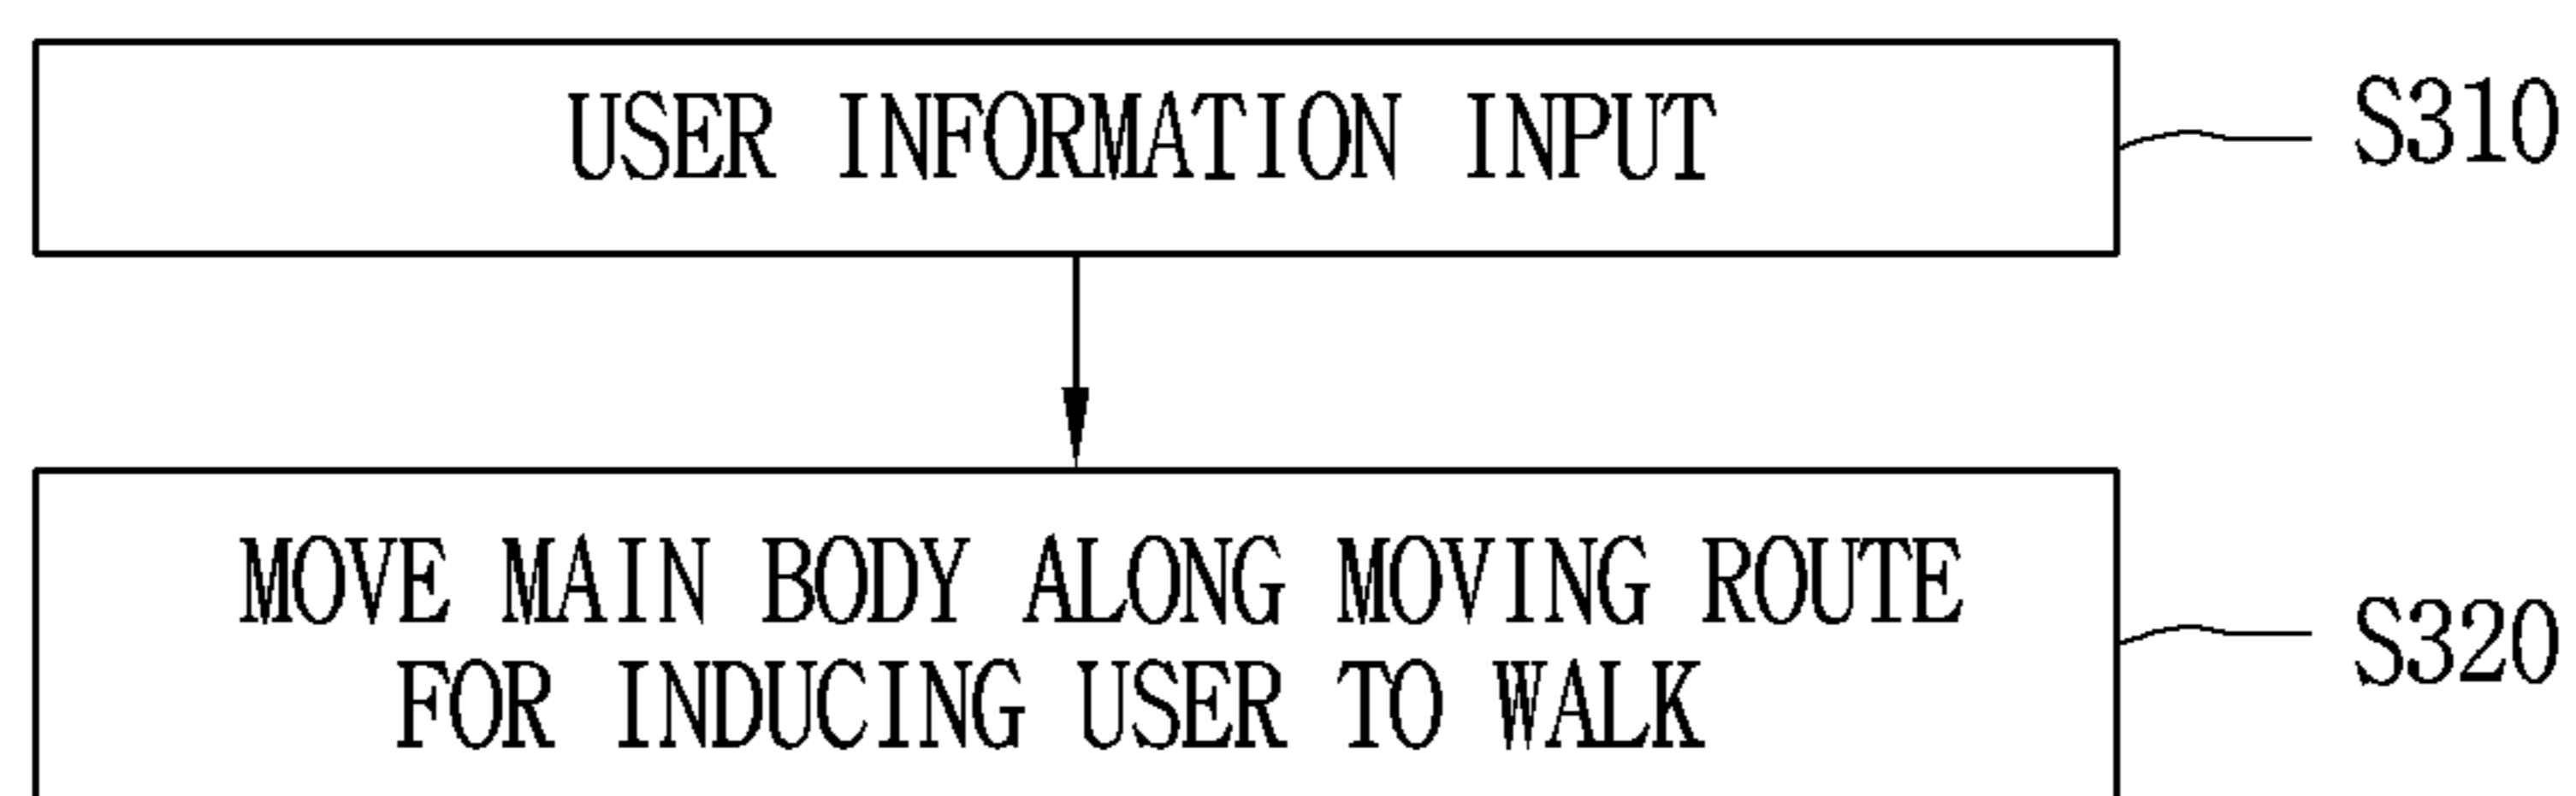 USER INFORMATION INPUT
S310
MOVE MAIN BODY ALONG MOVING ROUTE
FOR INDUCING USER TO WALK
S320